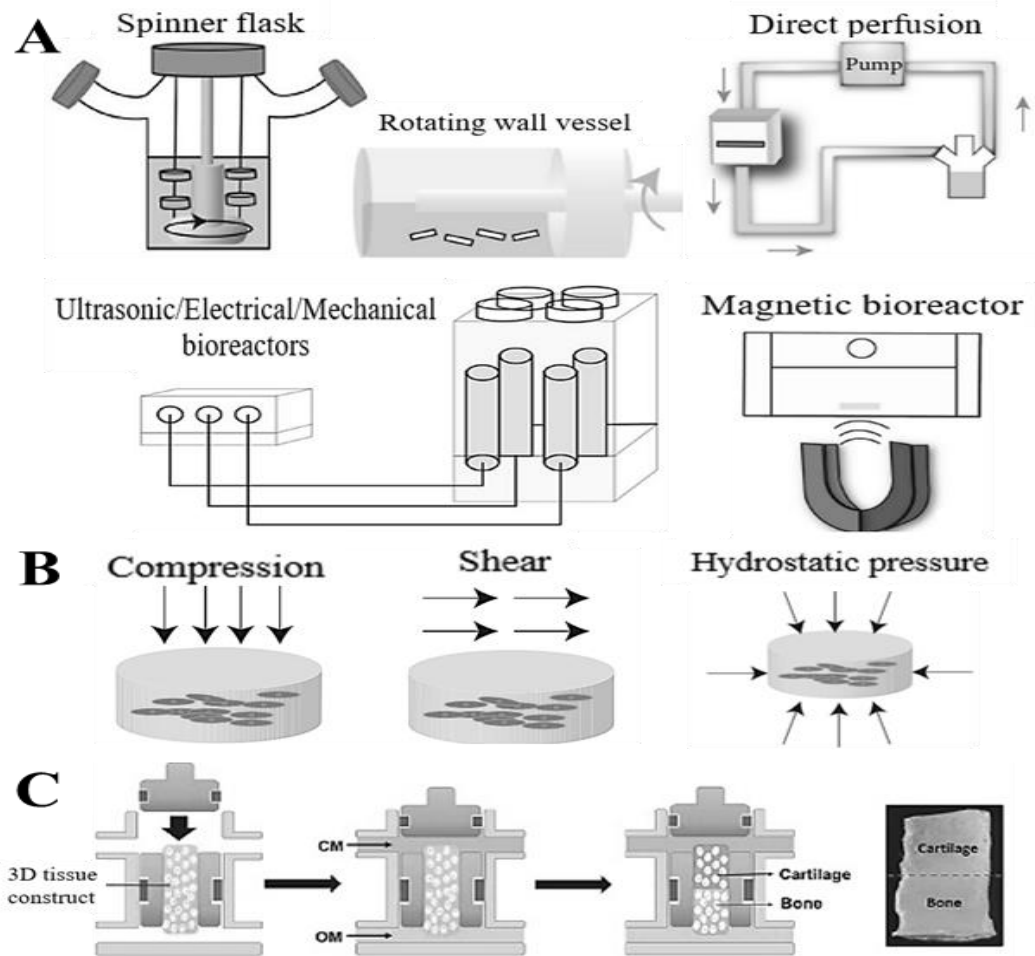 A
Spinner flask
Direct perfusion
Pump
Rotating wall vessel
Ultrasonic/Electrical/Mechanical
bioreactors
Magnetic bioreactor
B
Compression
Shear
Hydrostatic pressure
C
3D tissue
construct
CM
OM
Cartilage
Bone
Cartilage
Bone